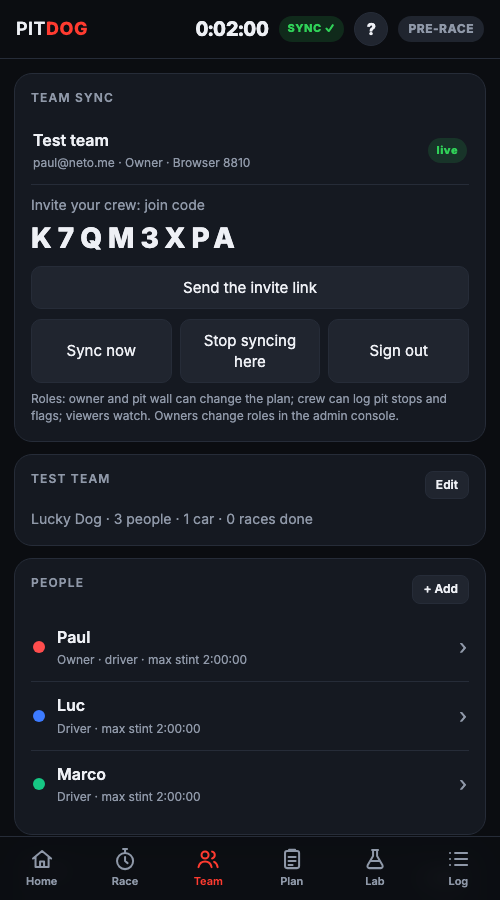 PITDOG
0:02:00
SYNC ✓
?
PRE-RACE
TEAM SYNC
Test team
paul@neto.me · Owner · Browser 8810
live
Invite your crew: join code
K7QM3XPA
Send the invite link
Sync now
Stop syncing
here
Sign out
Roles: owner and pit wall can change the plan; crew can log pit stops and
flags; viewers watch. Owners change roles in the admin console.
TEST TEAM
Edit
Lucky Dog · 3 people · 1 car · 0 races done
PEOPLE
+ Add
Paul
Owner · driver · max stint 2:00:00
Luc
Driver · max stint 2:00:00
Marco
Driver · max stint 2:00:00
Home
Race
Team
Plan
Lab
Log